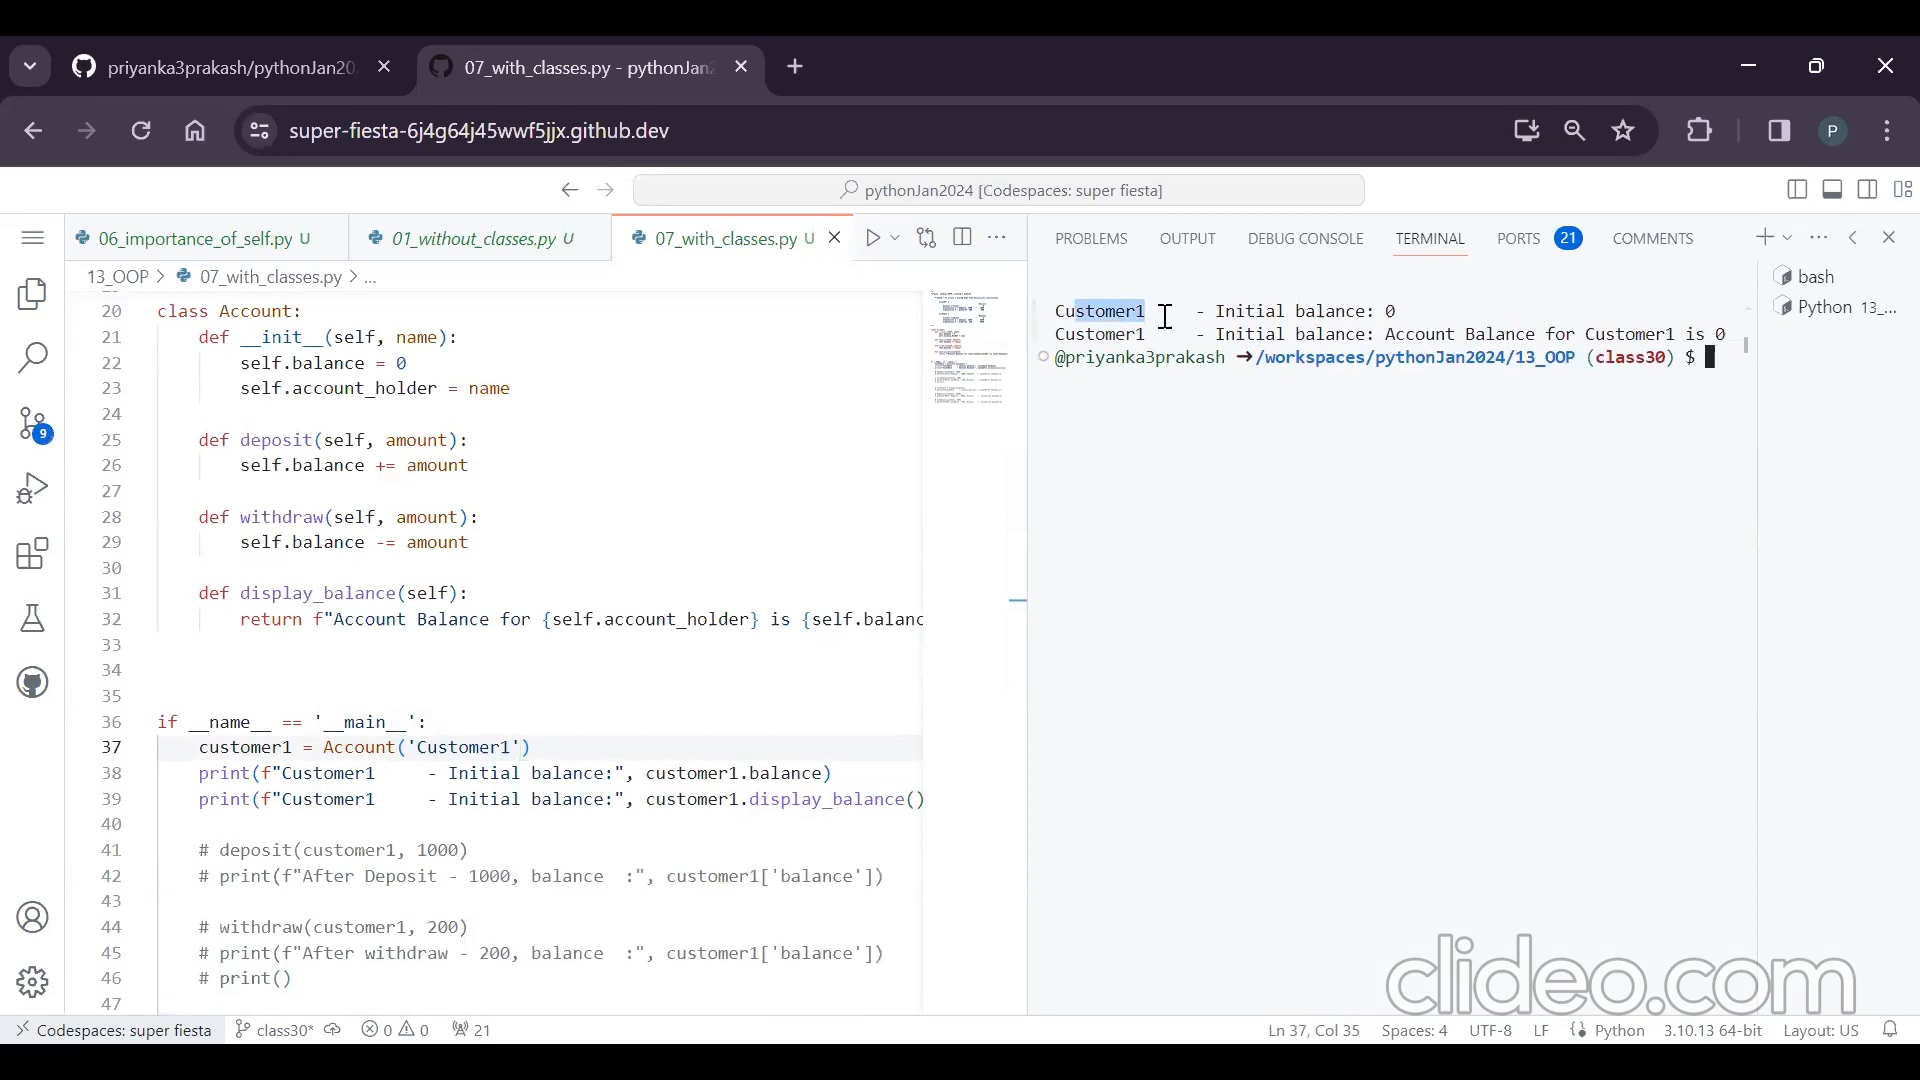 priyanka3prakash/pythonJan20
07_with_classes.py - pythonJan2
super-fiesta-6j4g64j45wwf5jjx.github.dev
P
pythonJan2024 [Codespaces: super fiesta]
06_importance_of_self.py U
01_without_classes.py U
07_with_classes.py U
13_OOP > 07_with_classes.py > ...
20 class Account:
21 def __init__(self, name):
22 self.balance = 0
23 self.account_holder = name
24
25 def deposit(self, amount):
26 self.balance += amount
27
28 def withdraw(self, amount):
29 self.balance -= amount
30
31 def display_balance(self):
32 return f"Account Balance for {self.account_holder} is {self.balanc
33
34
35
36 if __name__ == '__main__':
37 customer1 = Account('Customer1')
38 print(f"Customer1     - Initial balance:", customer1.balance)
39 print(f"Customer1     - Initial balance:", customer1.display_balance()
40
41 # deposit(customer1, 1000)
42 # print(f"After Deposit - 1000, balance  :", customer1['balance'])
43
44 # withdraw(customer1, 200)
45 # print(f"After withdraw - 200, balance  :", customer1['balance'])
46 # print()
47
PROBLEMS OUTPUT DEBUG CONSOLE TERMINAL PORTS 21 COMMENTS
Customer1     - Initial balance: 0
Customer1     - Initial balance: Account Balance for Customer1 is 0
@priyanka3prakash ➜/workspaces/pythonJan2024/13_OOP (class30) $
bash
Python 13_...
9
clideo.com
Codespaces: super fiesta class30* 0 0 21
Ln 37, Col 35 Spaces: 4 UTF-8 LF Python 3.10.13 64-bit Layout: US